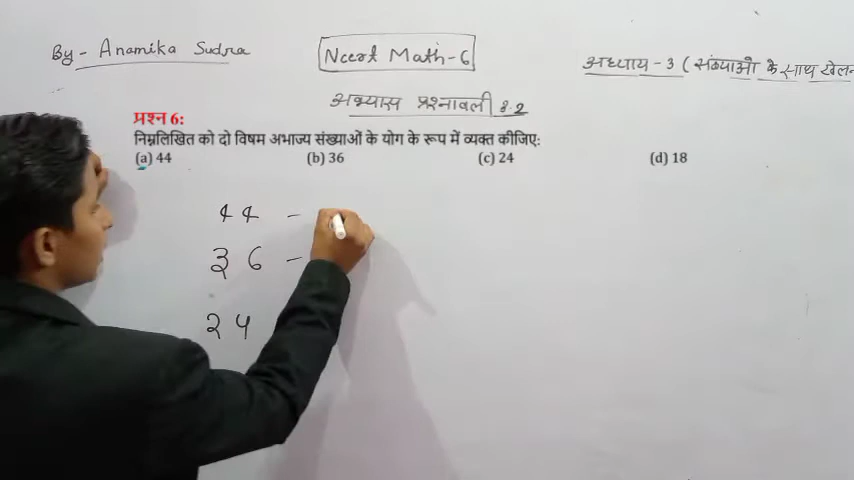 By - Anamika Sudra
Ncert Math-6
अध्याय - 3 (संख्याओं के साथ खेलन
अभ्यास प्रश्नावली 3.2
प्रश्न 6:
निम्नलिखित को दो विषम अभाज्य संख्याओं के योग के रूप में व्यक्त कीजिए:
(a) 44 (b) 36 (c) 24 (d) 18
44 -
36 -
24